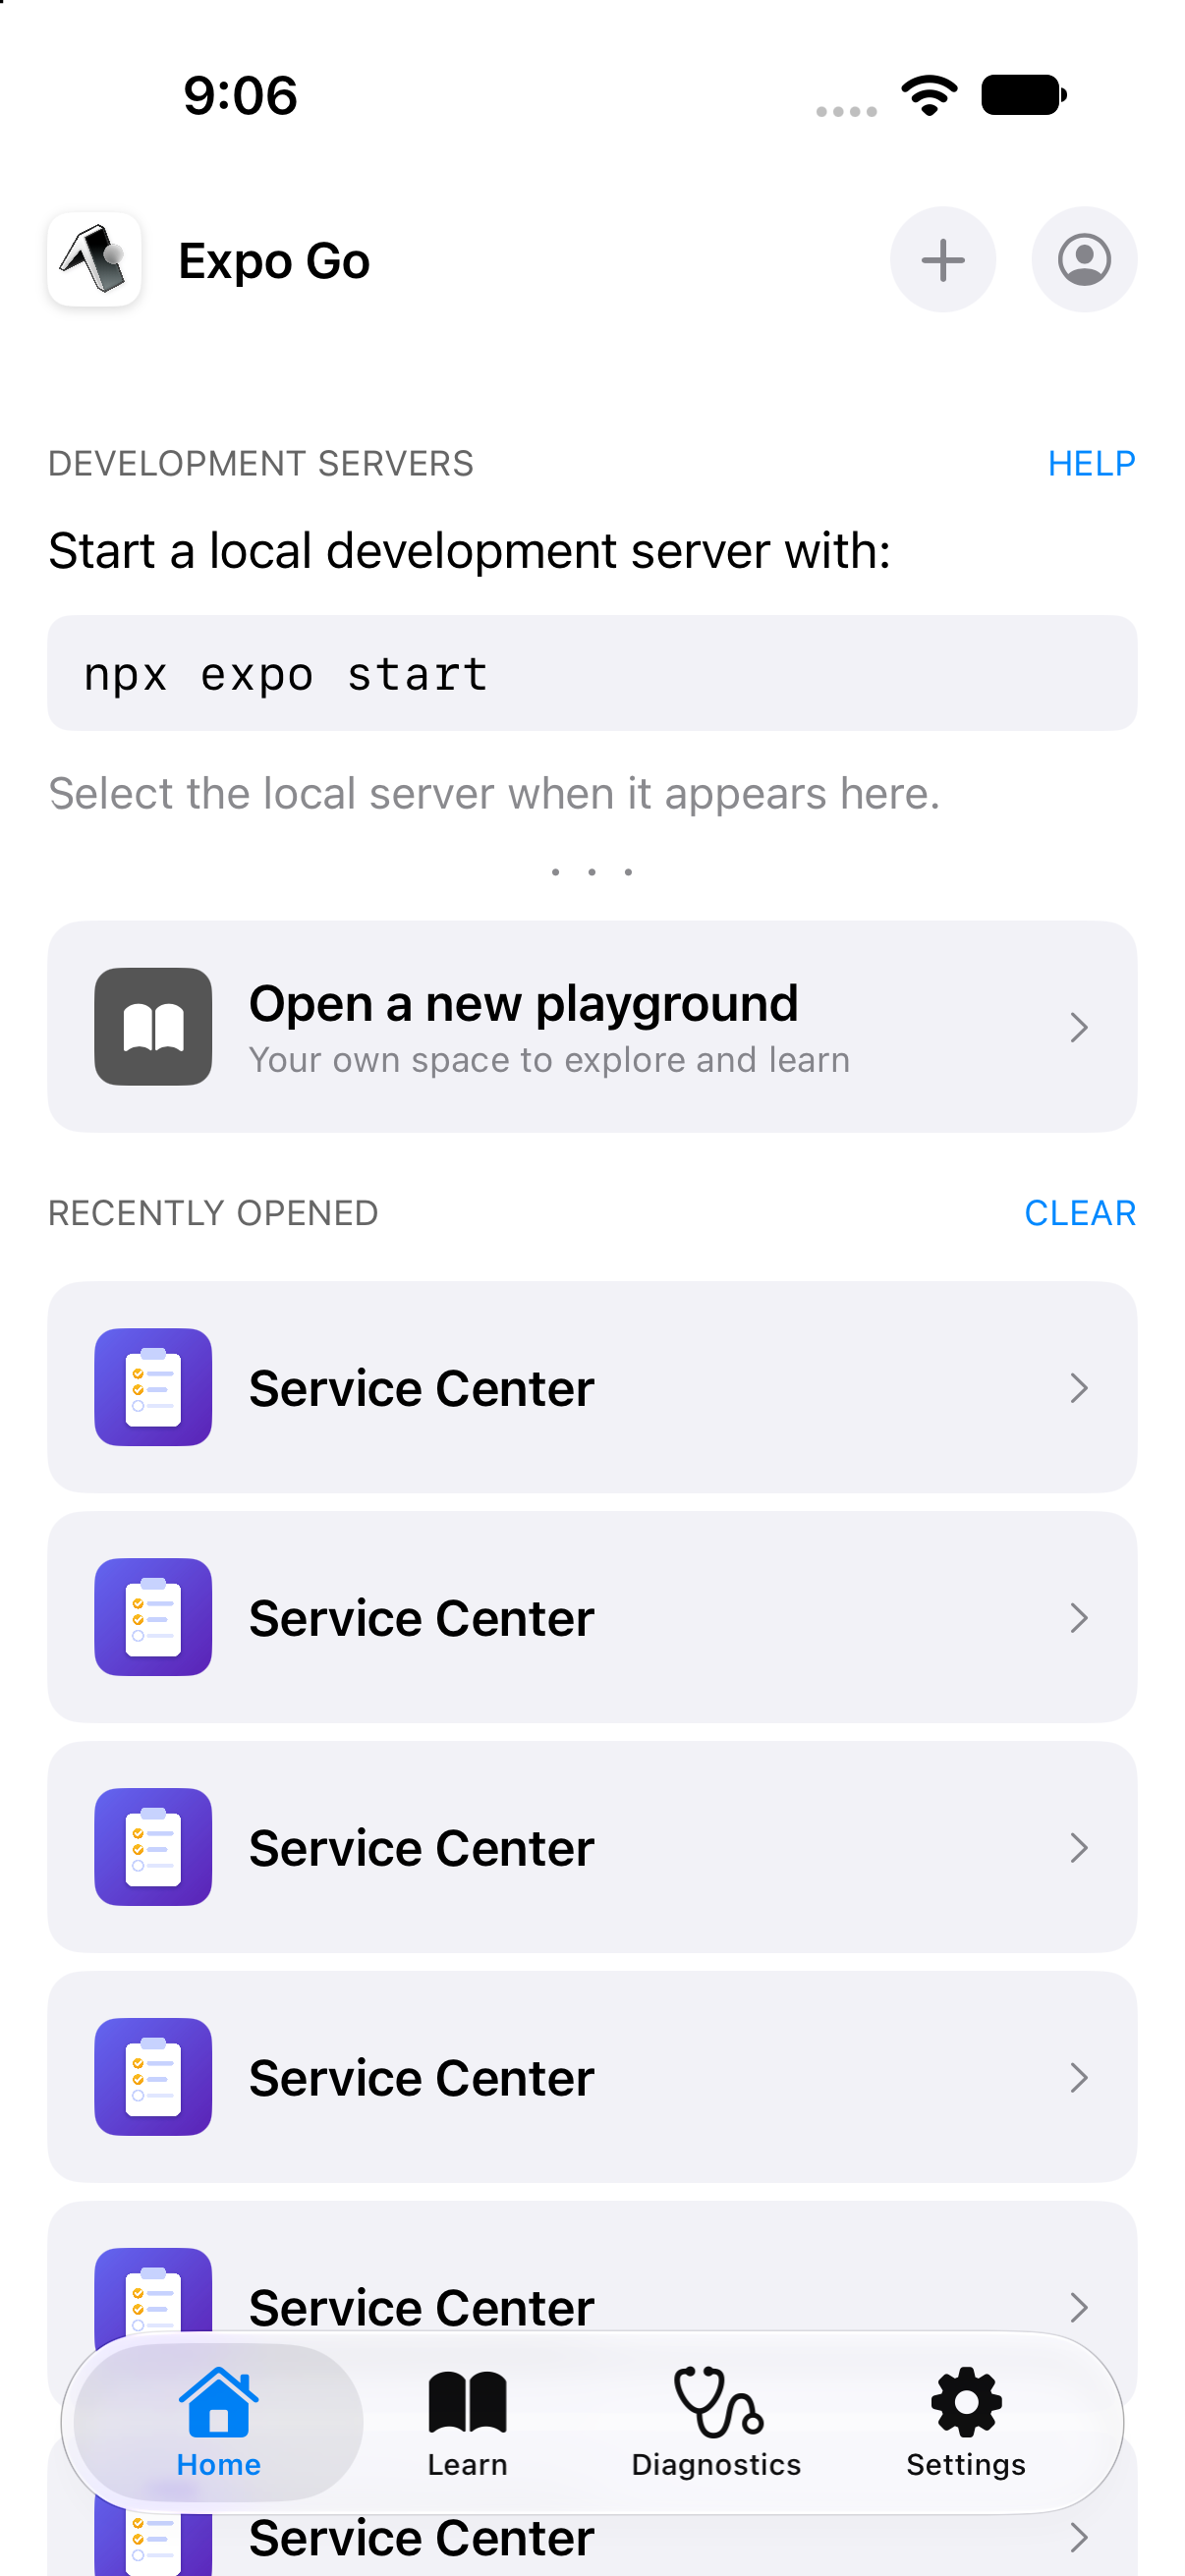 9:06
Expo Go
DEVELOPMENT SERVERS
HELP
Start a local development server with:
npx expo start
Select the local server when it appears here.
Open a new playground
Your own space to explore and learn
RECENTLY OPENED
CLEAR
Service Center
Service Center
Service Center
Service Center
Service Center
Home
Learn
Diagnostics
Settings
Service Center